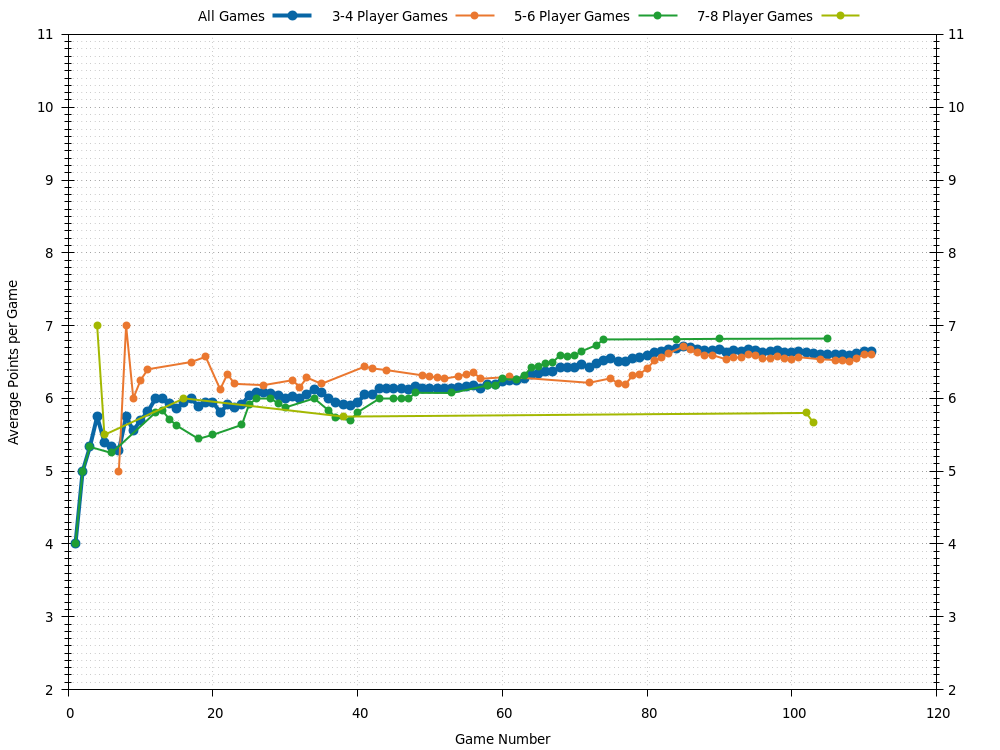 All Games 3-4 Player Games 5-6 Player Games 7-8 Player Games
11 11
10 10
9 9
8 8
7 7
6 6
5 5
4 4
3 3
2 2
Average Points per Game
0 20 40 60 80 100 120
Game Number